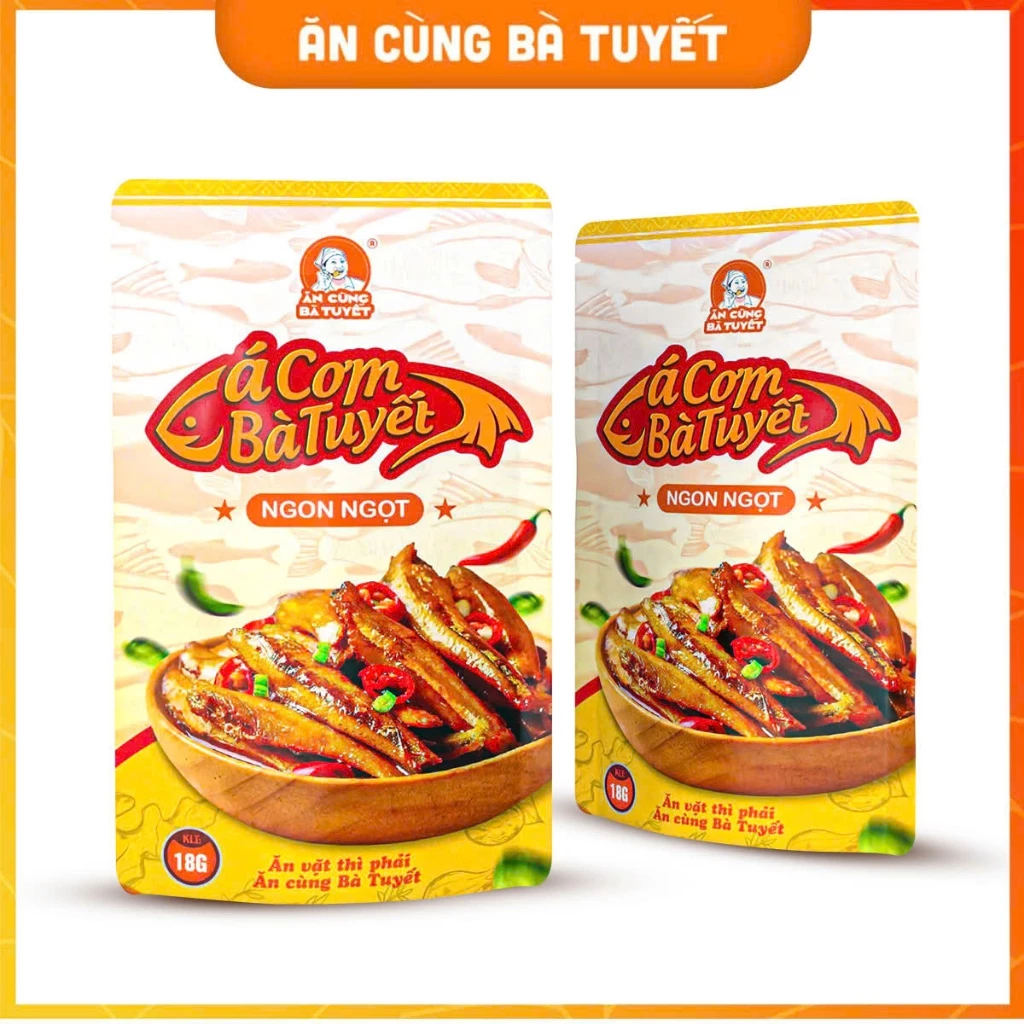 ĂN CÙNG BÀ TUYẾT
®
ĂN CÙNG
BÀ TUYẾT
á Cơm
Bà Tuyết
NGON NGỌT
KLT:
18G
Ăn vặt thì phải
Ăn cùng Bà Tuyết
®
ĂN CÙNG
BÀ TUYẾT
á Cơm
Bà Tuyết
NGON NGỌT
KLT:
18G
Ăn vặt thì phải
Ăn cùng Bà Tuyết